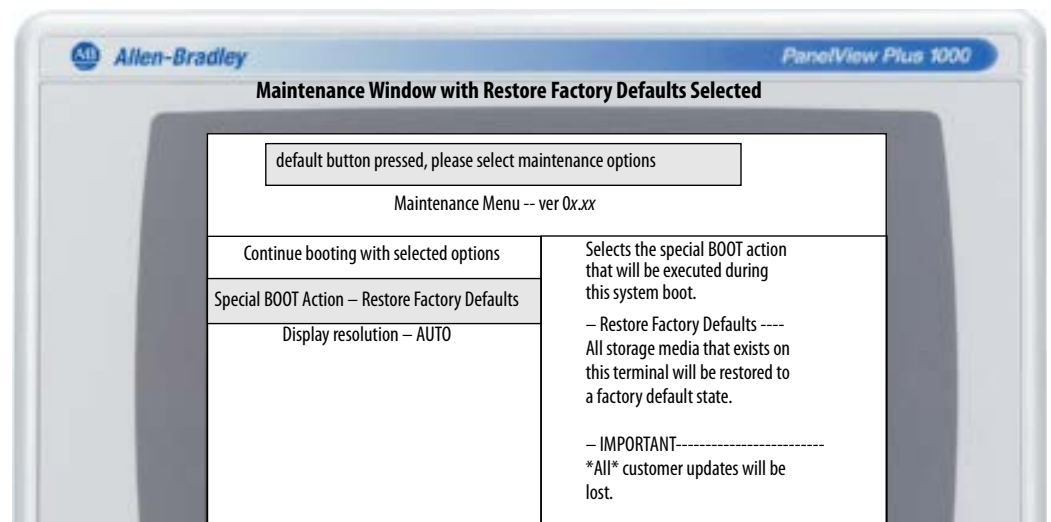 AB Allen-Bradley PanelView Plus 1000
Maintenance Window with Restore Factory Defaults Selected
default button pressed, please select maintenance options
Maintenance Menu -- ver 0x.xx
Continue booting with selected options
Special BOOT Action – Restore Factory Defaults
Display resolution – AUTO
Selects the special BOOT action
that will be executed during
this system boot.
– Restore Factory Defaults ----
All storage media that exists on
this terminal will be restored to
a factory default state.
– IMPORTANT-------------------------
*All* customer updates will be
lost.